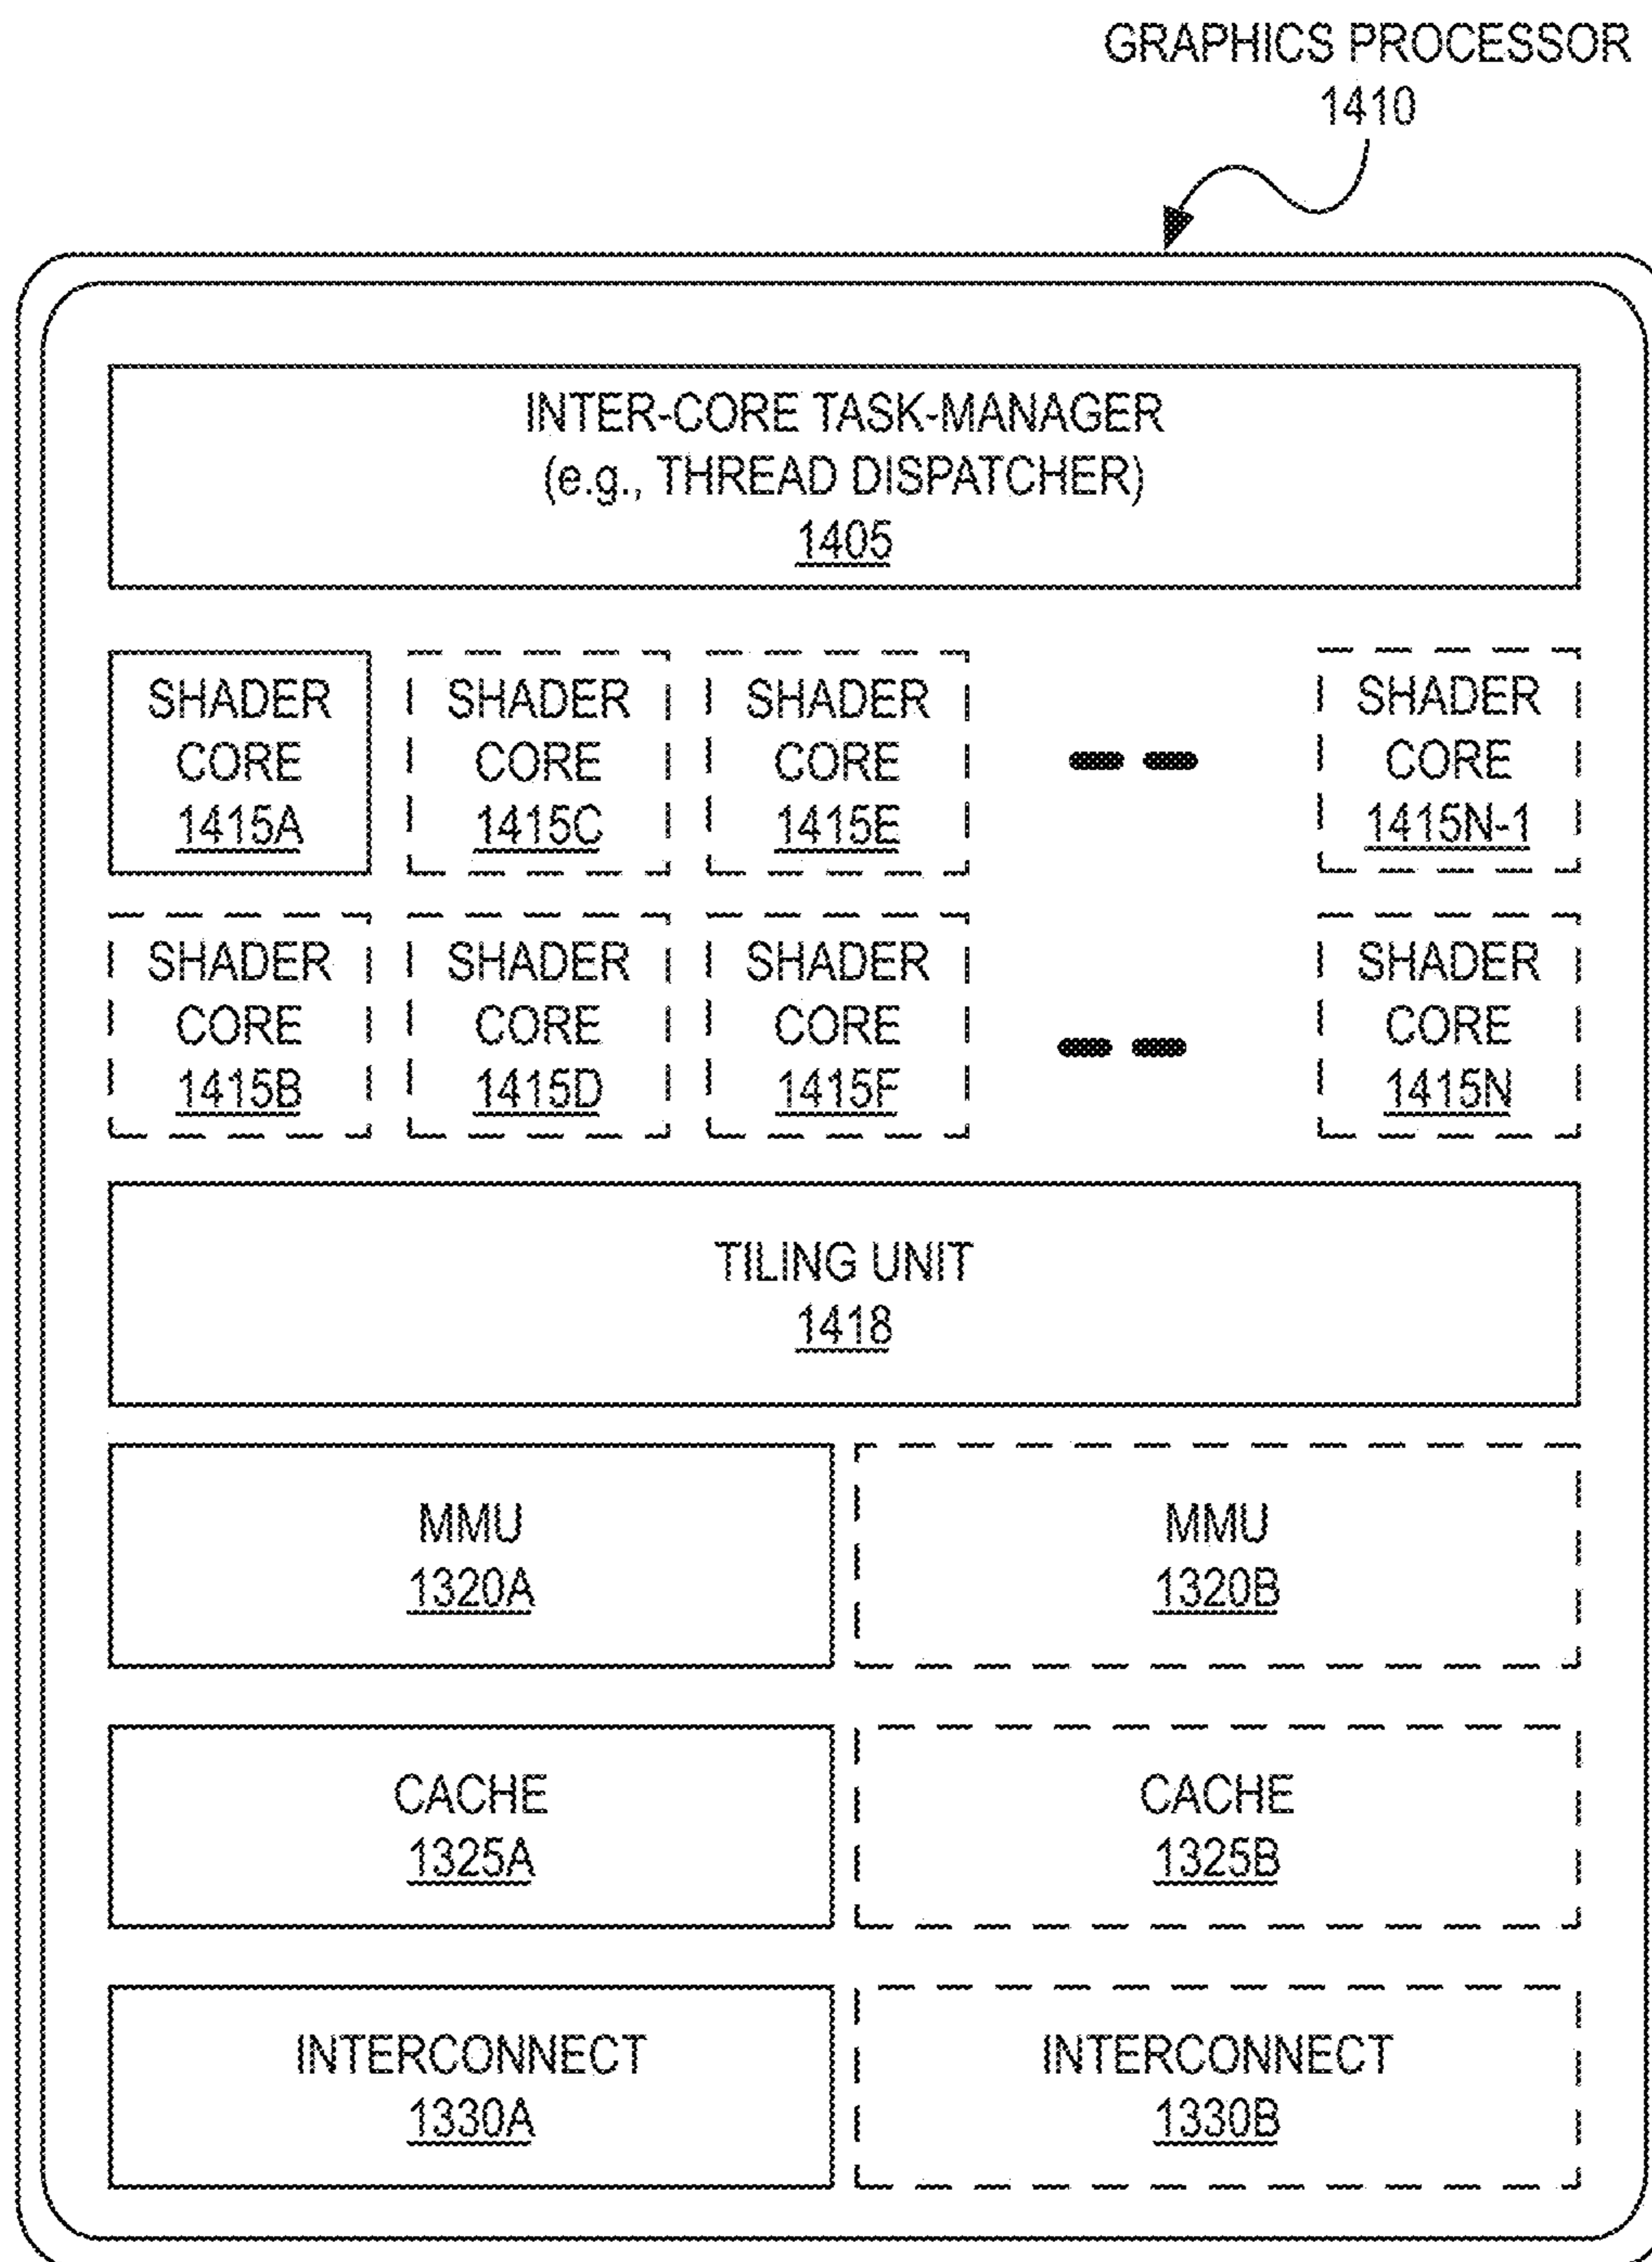 GRAPHICS PROCESSOR
1410
INTER-CORE TASK-MANAGER
(e.g., THREAD DISPATCHER)
1405
SHADER
CORE
1415A
SHADER
CORE
1415C
SHADER
CORE
1415E
SHADER
CORE
1415N-1
SHADER
CORE
1415B
SHADER
CORE
1415D
SHADER
CORE
1415F
SHADER
CORE
1415N
TILING UNIT
1418
MMU
1320A
MMU
1320B
CACHE
1325A
CACHE
1325B
INTERCONNECT
1330A
INTERCONNECT
1330B